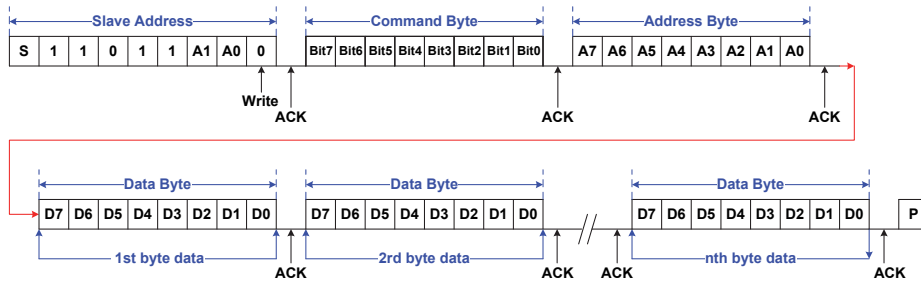 Slave Address Command Byte Address Byte
S 1 1 0 1 1 A1 A0 0 Bit7 Bit6 Bit5 Bit4 Bit3 Bit2 Bit1 Bit0 A7 A6 A5 A4 A3 A2 A1 A0
Write ACK ACK ACK
Data Byte Data Byte Data Byte
D7 D6 D5 D4 D3 D2 D1 D0 D7 D6 D5 D4 D3 D2 D1 D0 D7 D6 D5 D4 D3 D2 D1 D0 P
1st byte data 2rd byte data nth byte data
ACK ACK ACK ACK